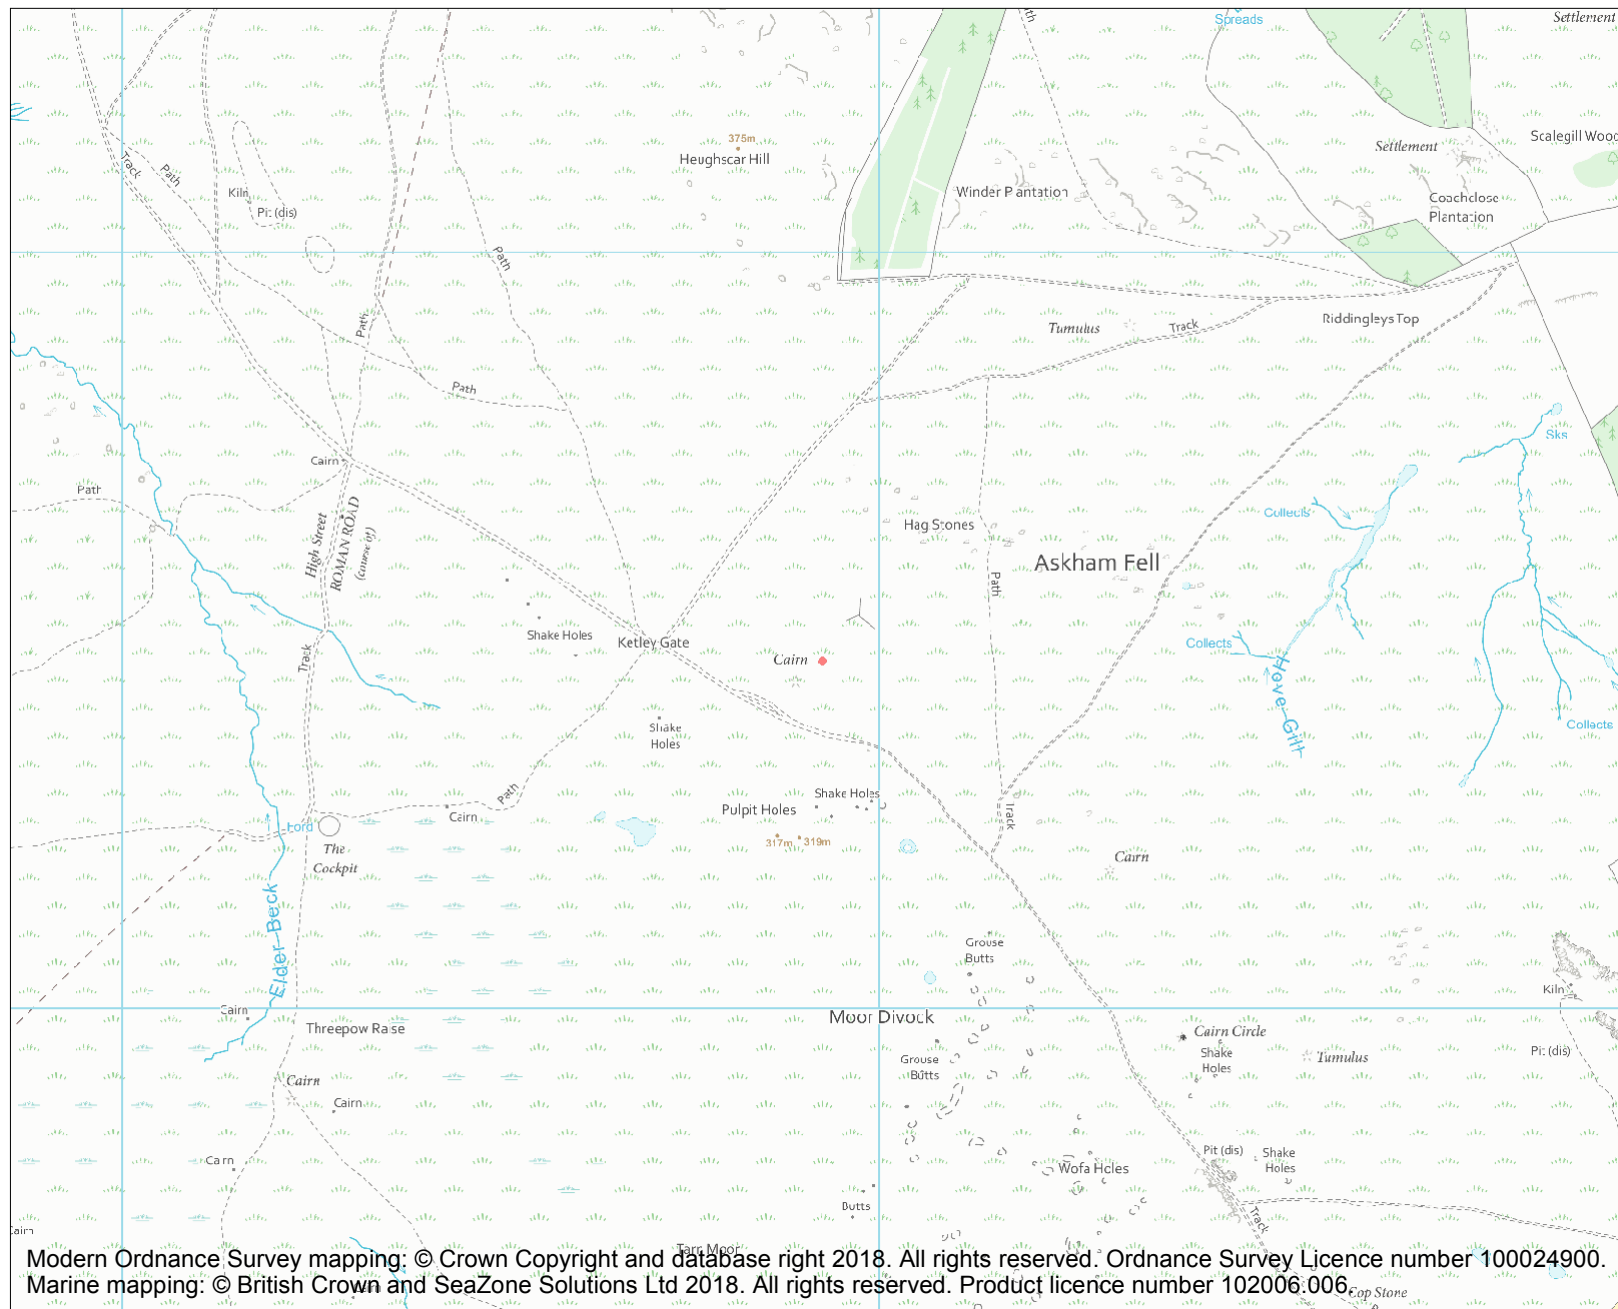 Spreads
Settlement
Track
Path
Kiln
Pit (dis)
375m
Heughscar Hill
Winder Plantation
Settlement
Coachclose
Plantation
Scalegill Wood
Path
Path
Tumulus
Track
Riddingleys Top
Path
Cairn
Path
High Street
ROMAN ROAD
(course of)
Hag Stones
Askham Fell
Path
Collects
Sks
Shake Holes
Ketley Gate
Cairn
Collects
Hove Gill
Collects
Track
Shake
Holes
Path
Cairn
Pulpit Holes
Shake Holes
317m
319m
Track
Ford
The
Cockpit
Cairn
Elder Beck
Grouse
Butts
Kiln
Cairn
Threepow Raise
Moor Divock
Cairn Circle
Shake
Holes
Tumulus
Pit (dis)
Grouse
Butts
Cairn
Cairn
Cairn
Wofa Holes
Pit (dis)
Shake
Holes
Butts
Track
Cairn
Tarr Moor
Modern Ordnance Survey mapping: © Crown Copyright and database right 2018. All rights reserved. Ordnance Survey Licence number 100024900.
Marine mapping: © British Crown and SeaZone Solutions Ltd 2018. All rights reserved. Product licence number 102006.006.
Cop Stone